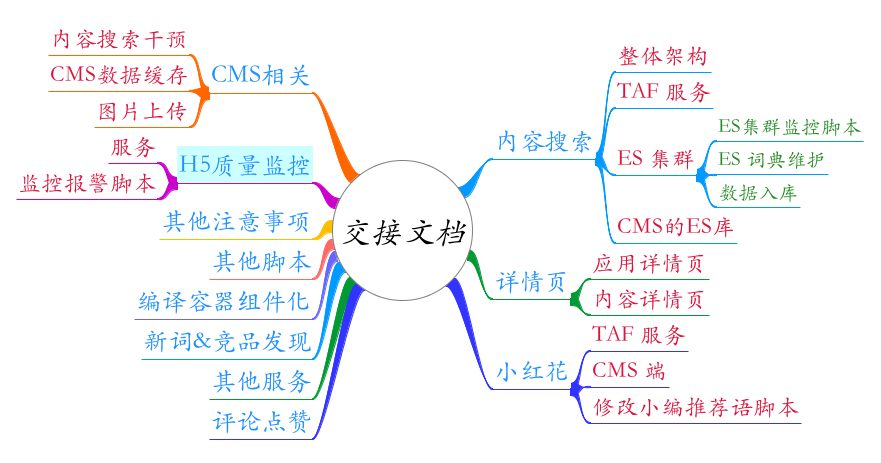 交接文档
内容搜索
整体架构
TAF 服务
ES 集群
ES集群监控脚本
ES 词典维护
数据入库
CMS的ES库
详情页
应用详情页
内容详情页
小红花
TAF 服务
CMS 端
修改小编推荐语脚本
CMS相关
内容搜索干预
CMS数据缓存
图片上传
H5质量监控
服务
监控报警脚本
其他注意事项
其他脚本
编译容器组件化
新词&竞品发现
其他服务
评论点赞